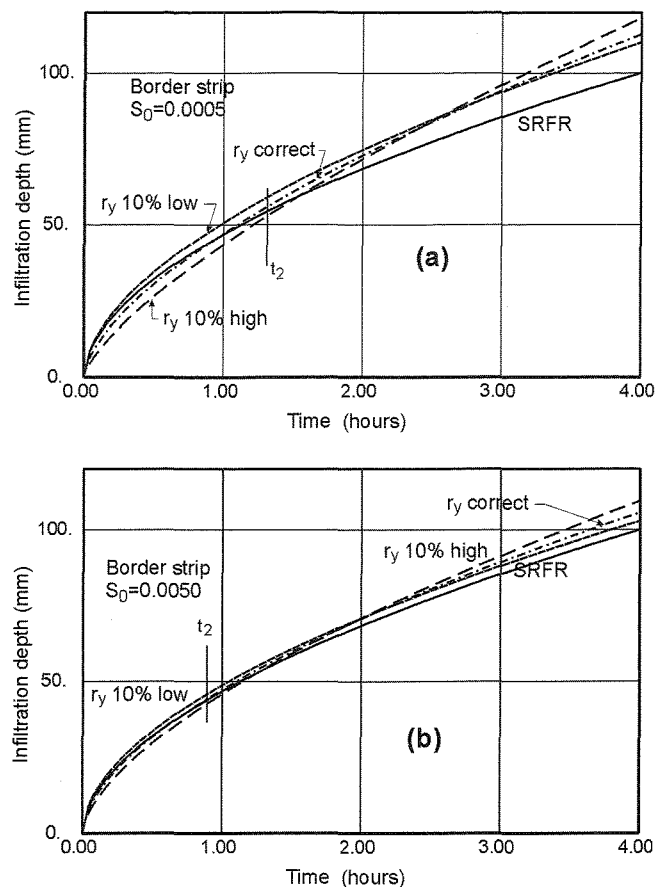 100.
Border strip
S0=0.0005
ry correct
SRFR
ry 10% low
50.
(a)
t2
ry 10% high
0.
0.00 1.00 2.00 3.00 4.00
Time (hours)
Infiltration depth (mm)
ry correct
100.
ry 10% high
Border strip
SRFR
S0=0.0050
t2
50.
ry 10% low
(b)
0.
0.00 1.00 2.00 3.00 4.00
Time (hours)
Infiltration depth (mm)